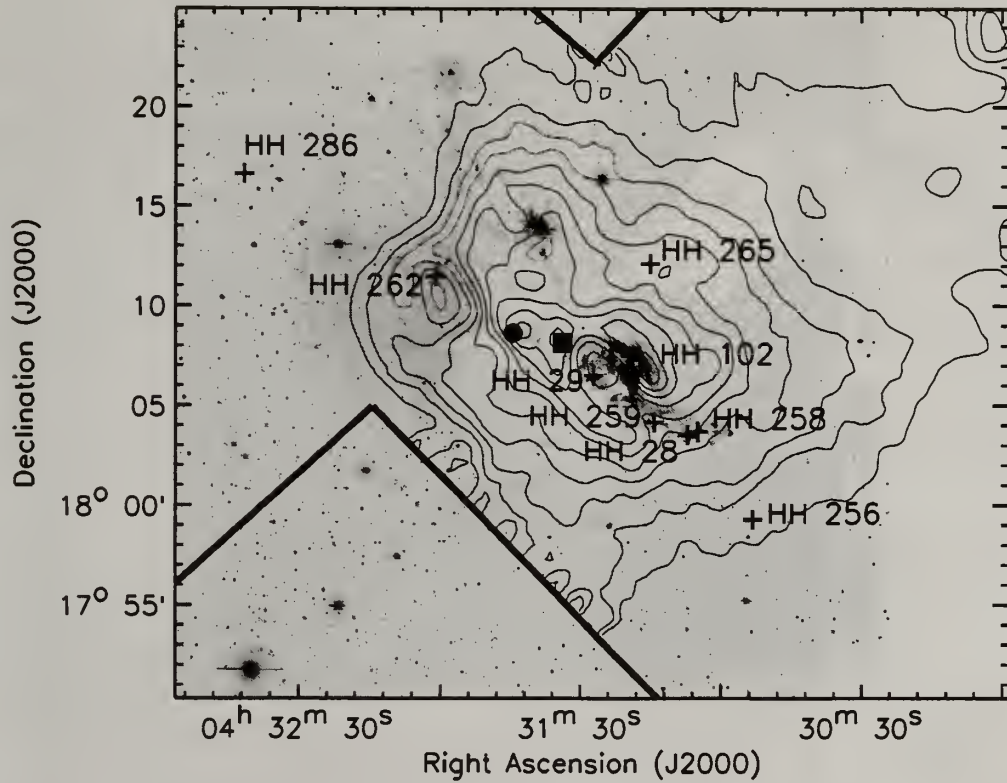 20
HH 286
15
HH 265
HH 262
10
HH 102
HH 29
05
HH 259
HH 258
HH 28
18° 00'
HH 256
17° 55'
04ʰ 32ᵐ 30ˢ
31ᵐ 30ˢ
30ᵐ 30ˢ
Right Ascension (J2000)
Declination (J2000)